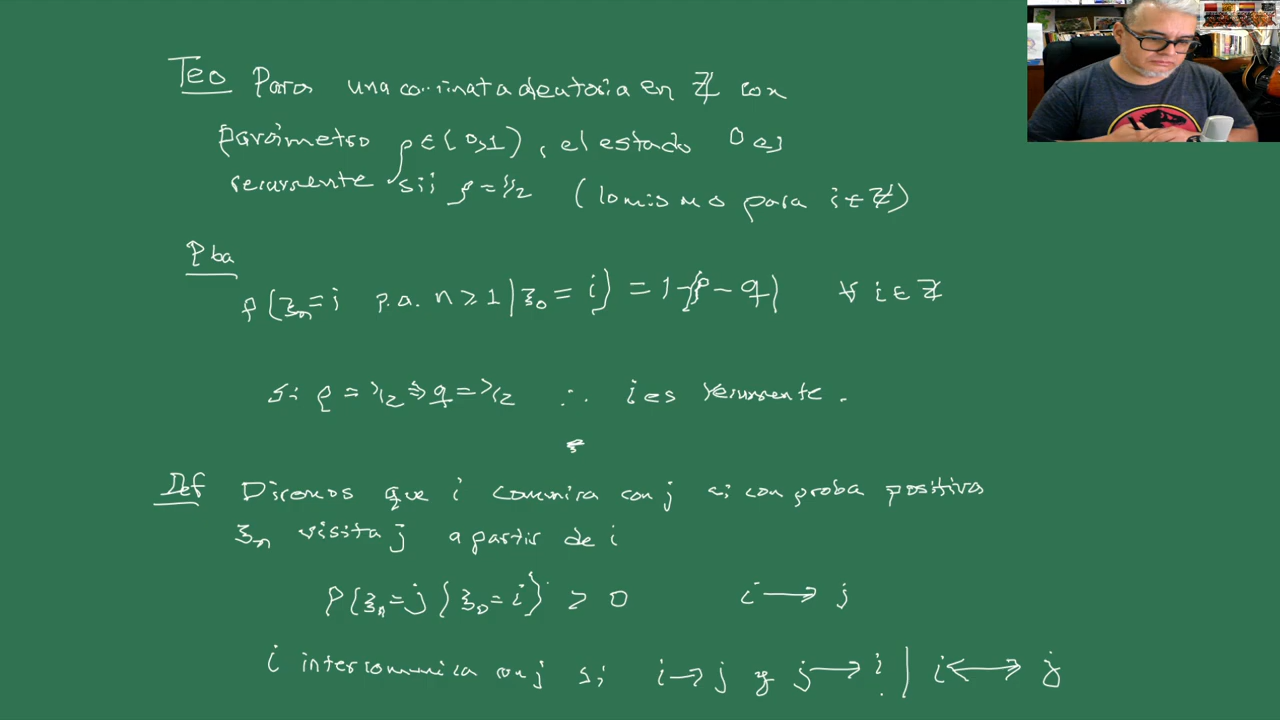 Teo Para una caminata aleatoria en ℤ con
parámetro p∈(0,1), el estado 0 es
recurrente sii p=1/2 (lo mismo para i∈ℤ)
Pba
P(ξₙ=i p.a. n≥1|ξ₀=i)=1-|p-q| ∀ i∈ℤ
si p=1/2⇒q=1/2 ∴ i es recurrente.
Def Diremos que i comunica con j si con proba positiva
ξₙ visita j a partir de i
P(ξₙ=j|ξ₀=i)>0 i→j
i intercomunica con j si i→j y j→i | i↔j